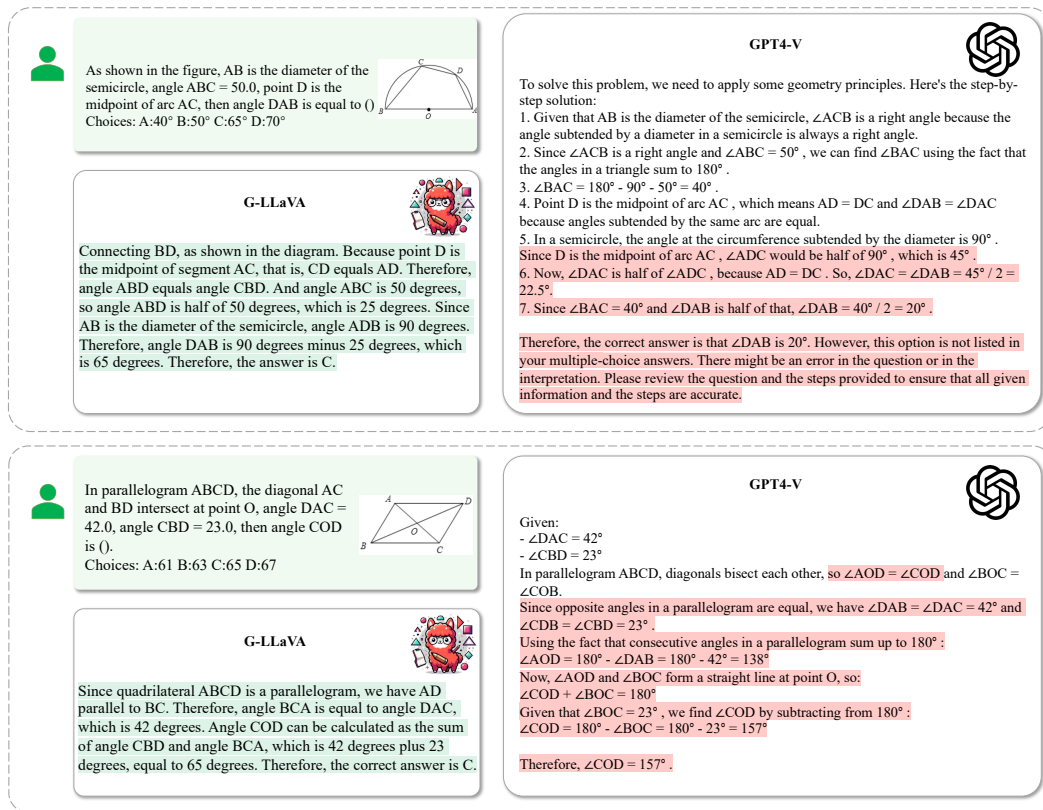 As shown in the figure, AB is the diameter of the
semicircle, angle ABC = 50.0, point D is the
midpoint of arc AC, then angle DAB is equal to ()
Choices: A:40° B:50° C:65° D:70°
C
D
B
O
A
G-LLaVA
Connecting BD, as shown in the diagram. Because point D is
the midpoint of segment AC, that is, CD equals AD. Therefore,
angle ABD equals angle CBD. And angle ABC is 50 degrees,
so angle ABD is half of 50 degrees, which is 25 degrees. Since
AB is the diameter of the semicircle, angle ADB is 90 degrees.
Therefore, angle DAB is 90 degrees minus 25 degrees, which
is 65 degrees. Therefore, the answer is C.
GPT4-V
To solve this problem, we need to apply some geometry principles. Here's the step-by-
step solution:
1. Given that AB is the diameter of the semicircle, ∠ACB is a right angle because the
angle subtended by a diameter in a semicircle is always a right angle.
2. Since ∠ACB is a right angle and ∠ABC = 50° , we can find ∠BAC using the fact that
the angles in a triangle sum to 180° .
3. ∠BAC = 180° - 90° - 50° = 40° .
4. Point D is the midpoint of arc AC , which means AD = DC and ∠DAB = ∠DAC
because angles subtended by the same arc are equal.
5. In a semicircle, the angle at the circumference subtended by the diameter is 90° .
Since D is the midpoint of arc AC , ∠ADC would be half of 90° , which is 45° .
6. Now, ∠DAC is half of ∠ADC , because AD = DC . So, ∠DAC = ∠DAB = 45° / 2 =
22.5°.
7. Since ∠BAC = 40° and ∠DAB is half of that, ∠DAB = 40° / 2 = 20° .
Therefore, the correct answer is that ∠DAB is 20°. However, this option is not listed in
your multiple-choice answers. There might be an error in the question or in the
interpretation. Please review the question and the steps provided to ensure that all given
information and the steps are accurate.
In parallelogram ABCD, the diagonal AC
and BD intersect at point O, angle DAC =
42.0, angle CBD = 23.0, then angle COD
is ().
Choices: A:61 B:63 C:65 D:67
A
D
O
B
C
G-LLaVA
Since quadrilateral ABCD is a parallelogram, we have AD
parallel to BC. Therefore, angle BCA is equal to angle DAC,
which is 42 degrees. Angle COD can be calculated as the sum
of angle CBD and angle BCA, which is 42 degrees plus 23
degrees, equal to 65 degrees. Therefore, the correct answer is C.
GPT4-V
Given:
- ∠DAC = 42°
- ∠CBD = 23°
In parallelogram ABCD, diagonals bisect each other, so ∠AOD = ∠COD and ∠BOC =
∠COB.
Since opposite angles in a parallelogram are equal, we have ∠DAB = ∠DAC = 42° and
∠CDB = ∠CBD = 23° .
Using the fact that consecutive angles in a parallelogram sum up to 180° :
∠AOD = 180° - ∠DAB = 180° - 42° = 138°
Now, ∠AOD and ∠BOC form a straight line at point O, so:
∠COD + ∠BOC = 180°
Given that ∠BOC = 23° , we find ∠COD by subtracting from 180° :
∠COD = 180° - ∠BOC = 180° - 23° = 157°
Therefore, ∠COD = 157° .